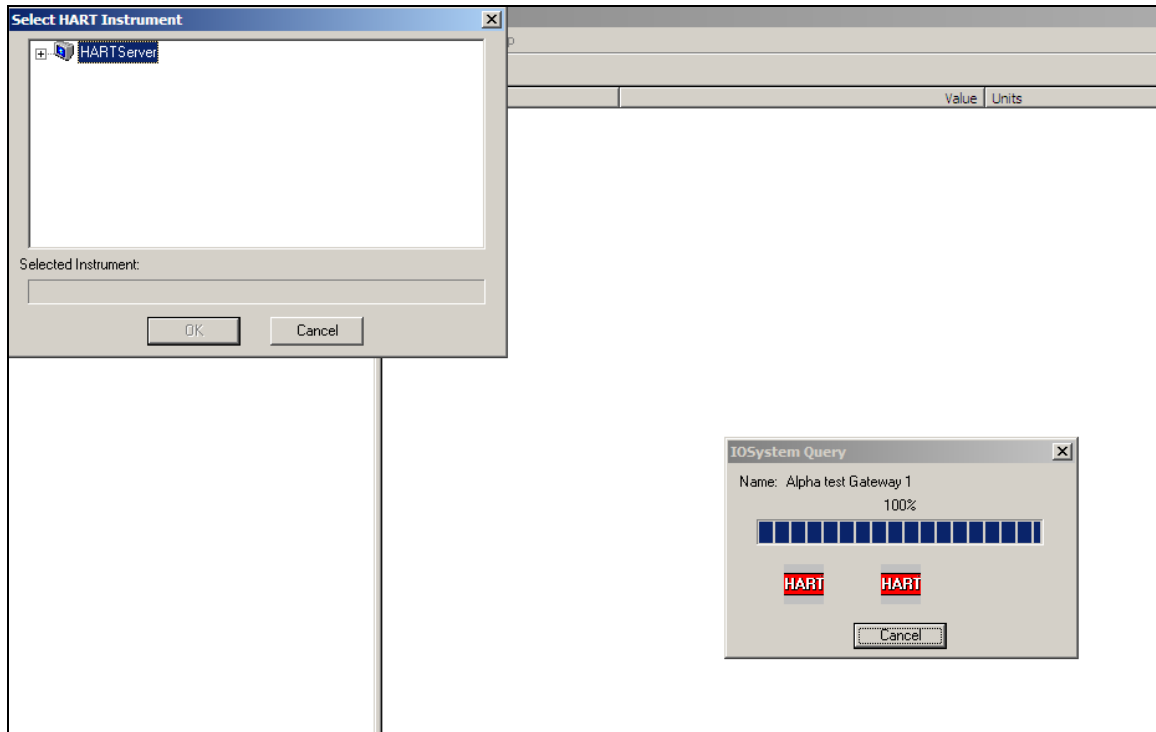 Select HART Instrument
HARTServer
p
Value Units
Selected Instrument:
OK Cancel
IOSystem Query
Name: Alpha test Gateway 1
100%
HART HART
Cancel